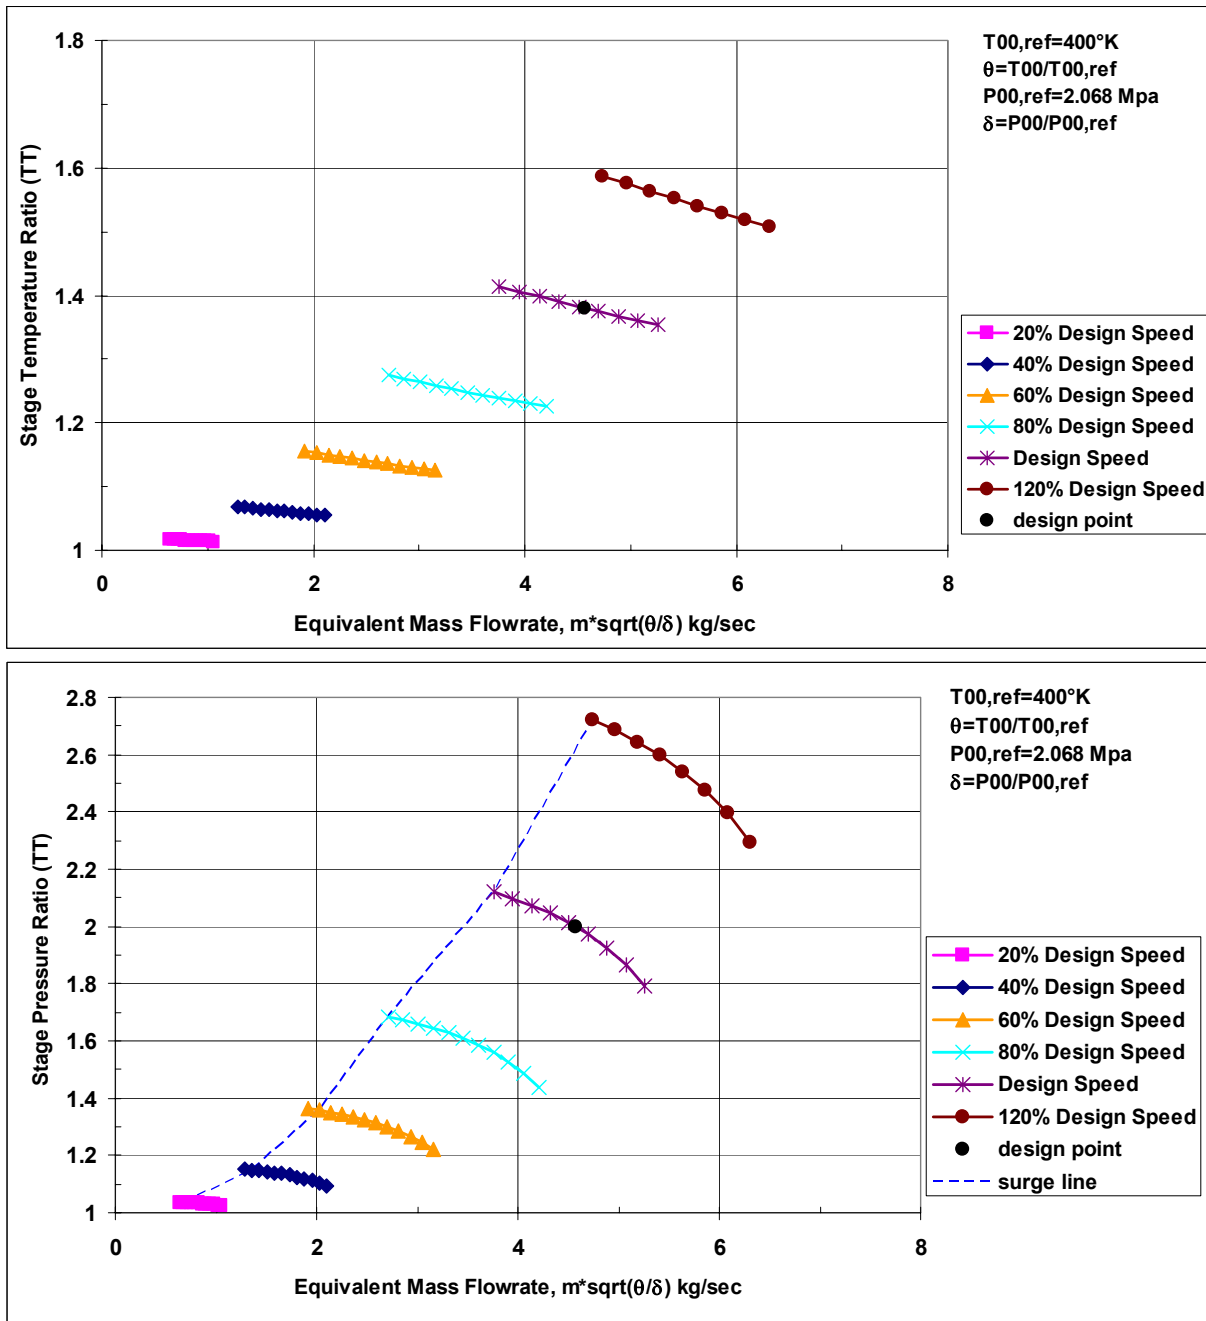 1.8
1.6
1.4
1.2
1
Stage Temperature Ratio (TT)
0 2 4 6 8
Equivalent Mass Flowrate, m*sqrt(θ/δ) kg/sec
T00,ref=400°K
θ=T00/T00,ref
P00,ref=2.068 Mpa
δ=P00/P00,ref
20% Design Speed
40% Design Speed
60% Design Speed
80% Design Speed
Design Speed
120% Design Speed
design point
2.8
2.6
2.4
2.2
2
1.8
1.6
1.4
1.2
1
Stage Pressure Ratio (TT)
0 2 4 6 8
Equivalent Mass Flowrate, m*sqrt(θ/δ) kg/sec
T00,ref=400°K
θ=T00/T00,ref
P00,ref=2.068 Mpa
δ=P00/P00,ref
20% Design Speed
40% Design Speed
60% Design Speed
80% Design Speed
Design Speed
120% Design Speed
design point
surge line